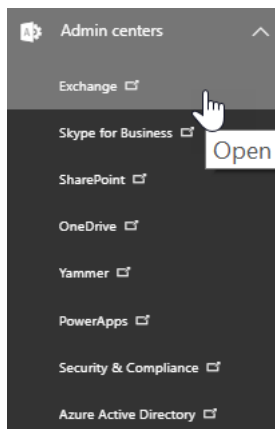 Admin centers
Exchange
Skype for Business
Open
SharePoint
OneDrive
Yammer
PowerApps
Security & Compliance
Azure Active Directory